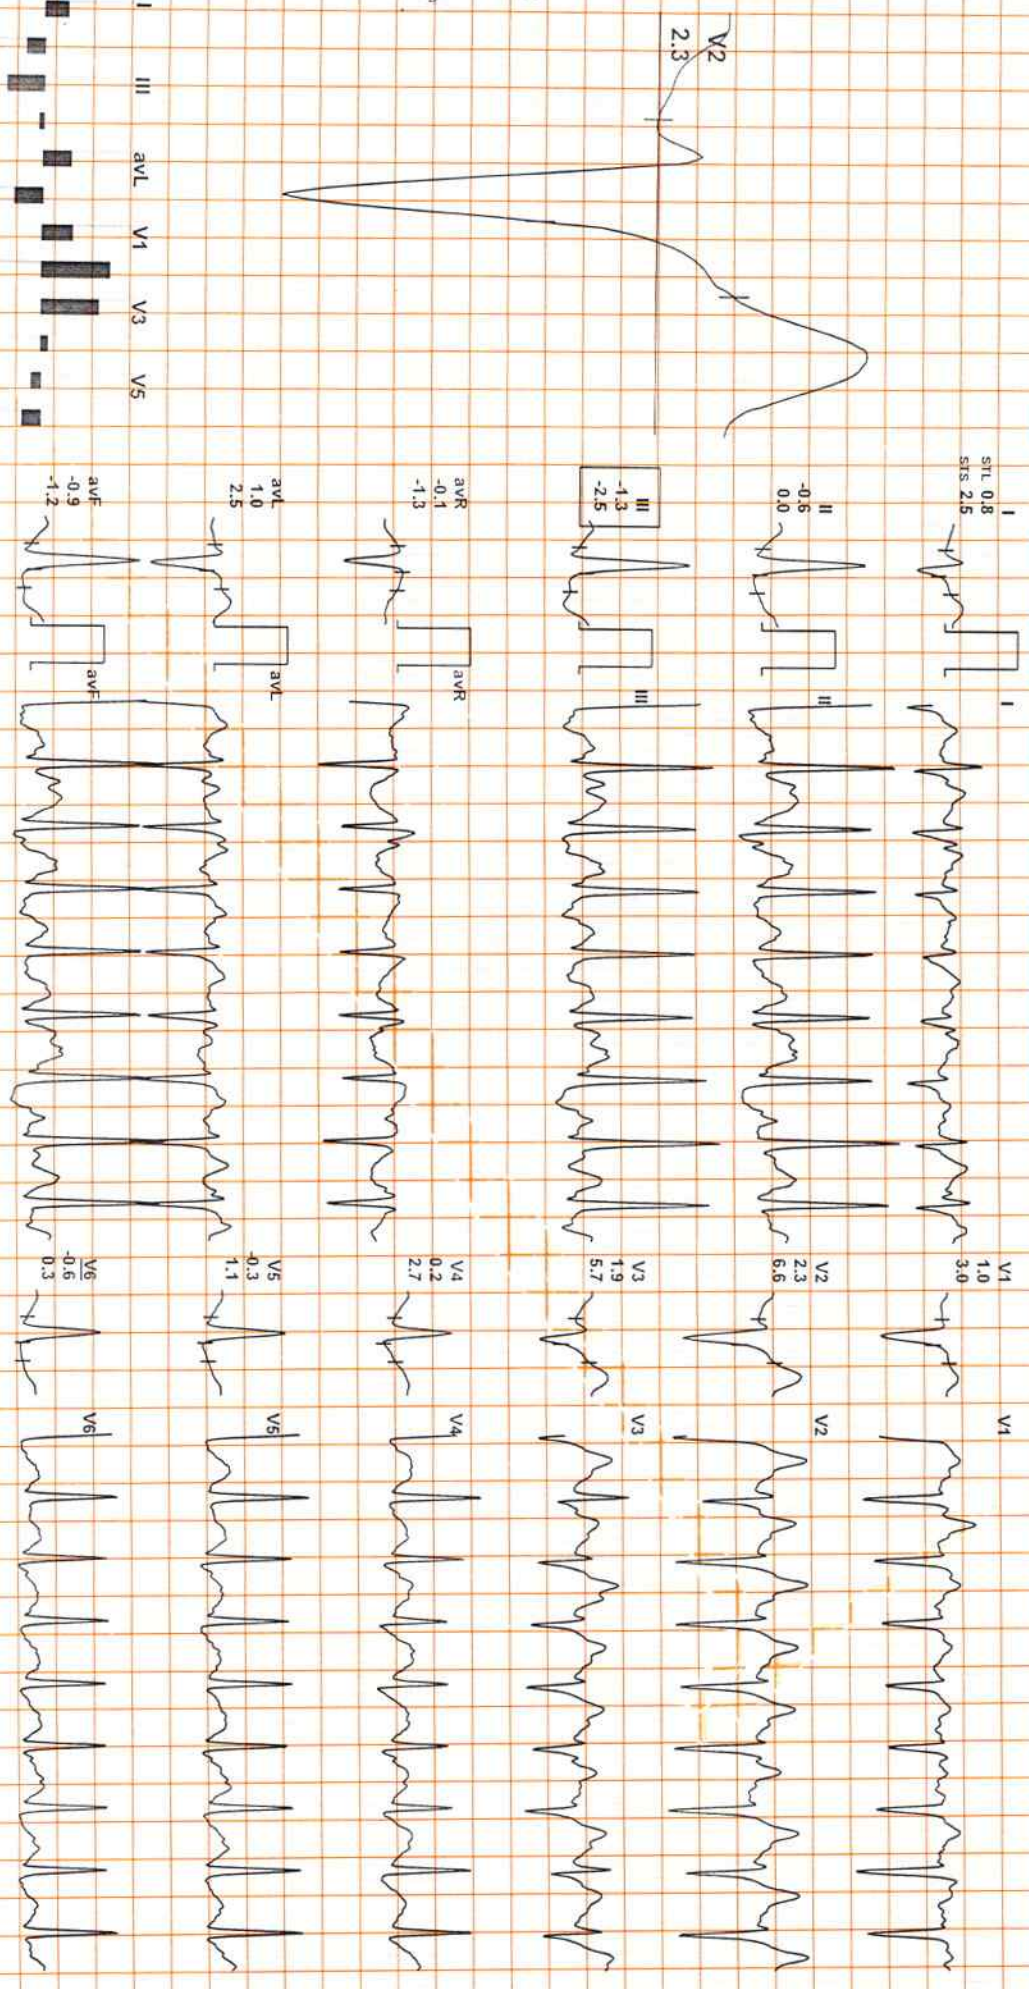 V2
2.3
I
III
avL
V1
V3
V5
I
STL 0.8
STS 2.5
I
II
-0.6
0.0
II
III
-1.3
-2.5
III
avR
-0.1
-1.3
avR
avL
1.0
2.5
avL
avF
-0.9
-1.2
avF
V1
1.0
3.0
V1
V2
2.3
6.6
V2
V3
1.9
5.7
V3
V4
0.2
2.7
V4
V5
-0.3
1.1
V5
V6
-0.6
0.3
V6